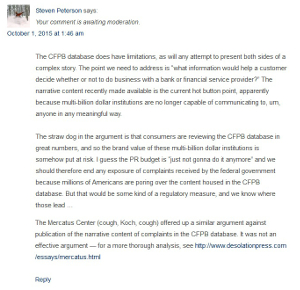 Steven Peterson says:
Your comment is awaiting moderation.
October 1, 2015 at 1:46 am
The CFPB database does have limitations, as will any attempt to present both sides of a
complex story. The point we need to address is "what information would help a customer
decide whether or not to do business with a bank or financial service provider?" The
narrative content recently made available is the current hot button point, apparently
because multi-billion dollar institutions are no longer capable of communicating to, um,
anyone in any meaningful way.
The straw dog in the argument is that consumers are reviewing the CFPB database in
great numbers, and so the brand value of these multi-billion dollar institutions is
somehow put at risk. I guess the PR budget is "just not gonna do it anymore" and we
should therefore end any exposure of complaints received by the federal government
because millions of Americans are poring over the content housed in the CFPB
database. But that would be some kind of a regulatory measure, and we know where
those lead ...
The Mercatus Center (cough, Koch, cough) offered up a similar argument against
publication of the narrative content of complaints in the CFPB database. It was not an
effective argument — for a more thorough analysis, see http://www.desolationpress.com
/essays/mercatus.html
Reply